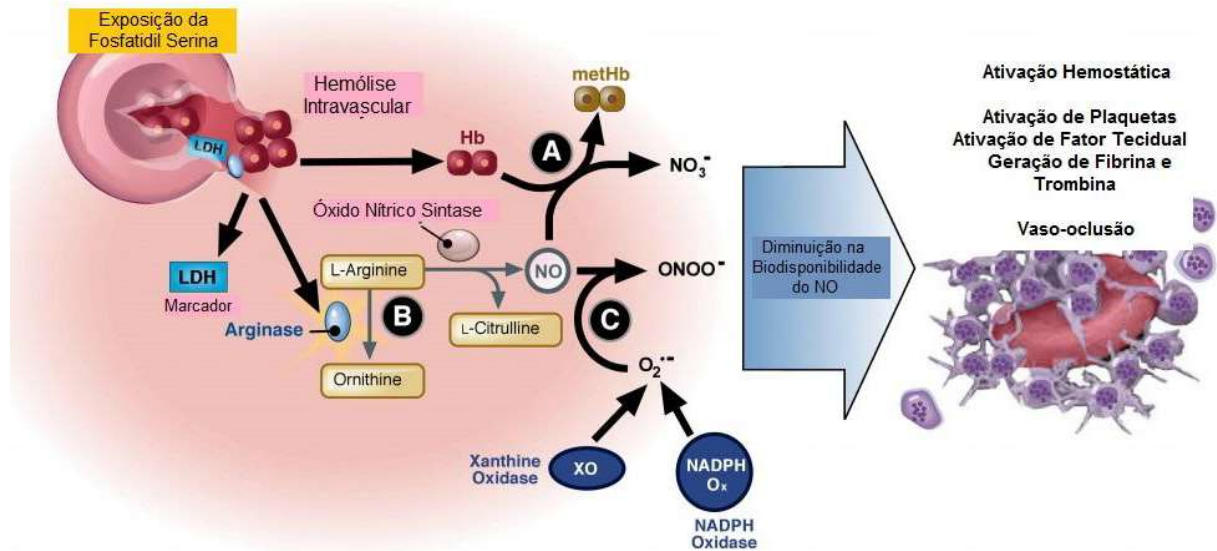 Exposição da
Fosfatidil Serina
LDH
Hemólise
Intravascular
Hb
metHb
A
NO₃⁻
LDH
Marcador
Arginase
Óxido Nítrico Sintase
L-Arginine
B
Ornithine
L-Citrulline
NO
ONOO⁻
C
O₂•⁻
Xanthine
Oxidase
XO
NADPH
Oₓ
NADPH
Oxidase
Diminuição na
Biodisponibilidade
do NO
Ativação Hemostática
Ativação de Plaquetas
Ativação de Fator Tecidual
Geração de Fibrina e
Trombina
Vaso-oclusão